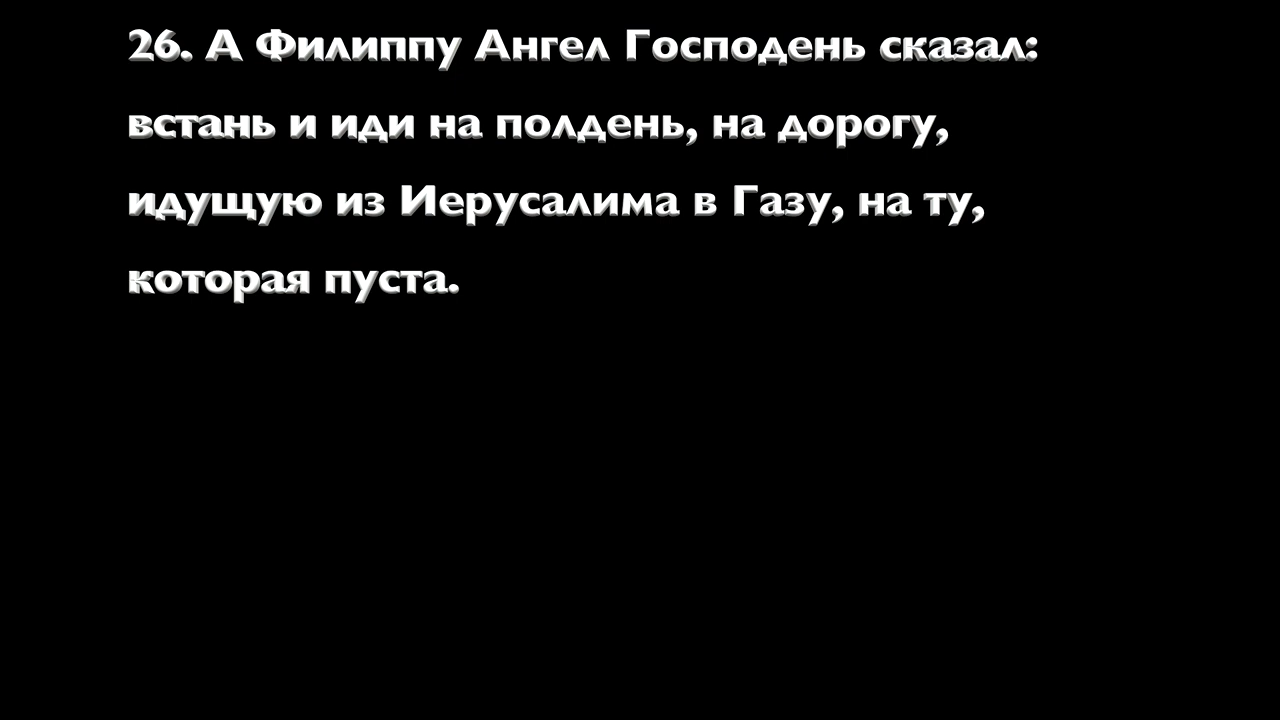 26. А Филиппу Ангел Господень сказал:
встань и иди на полдень, на дорогу,
идущую из Иерусалима в Газу, на ту,
которая пуста.